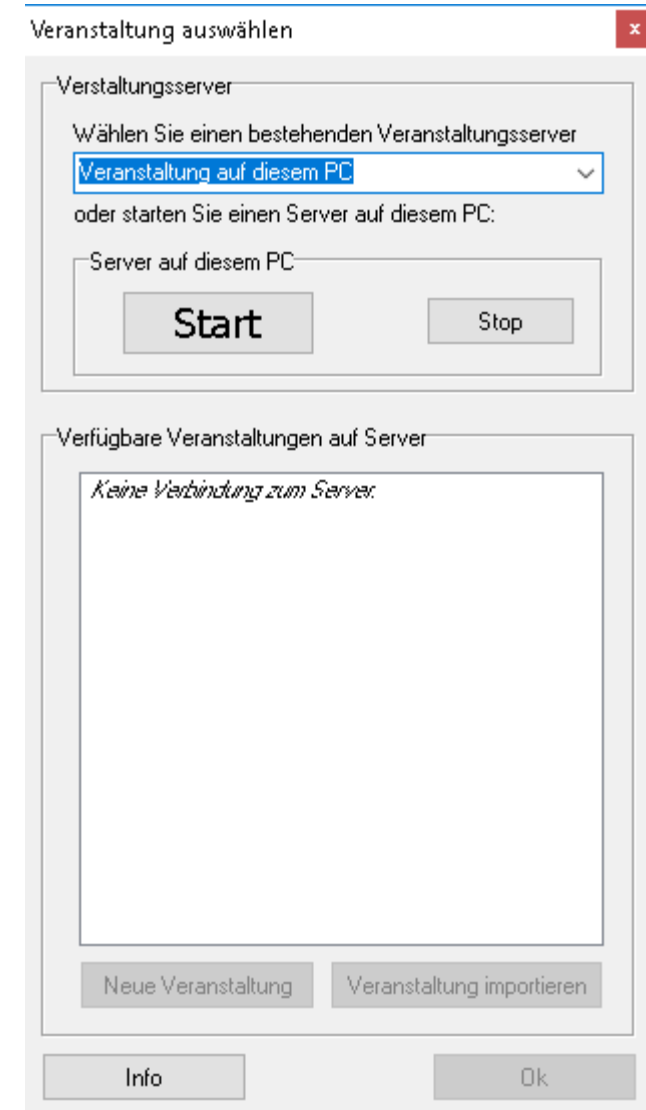 Veranstaltung auswählen
x
Verstaltungsserver
Wählen Sie einen bestehenden Veranstaltungsserver
Veranstaltung auf diesem PC
oder starten Sie einen Server auf diesem PC:
Server auf diesem PC
Start Stop
Verfügbare Veranstaltungen auf Server
Keine Verbindung zum Server.
Neue Veranstaltung Veranstaltung importieren
Info Ok